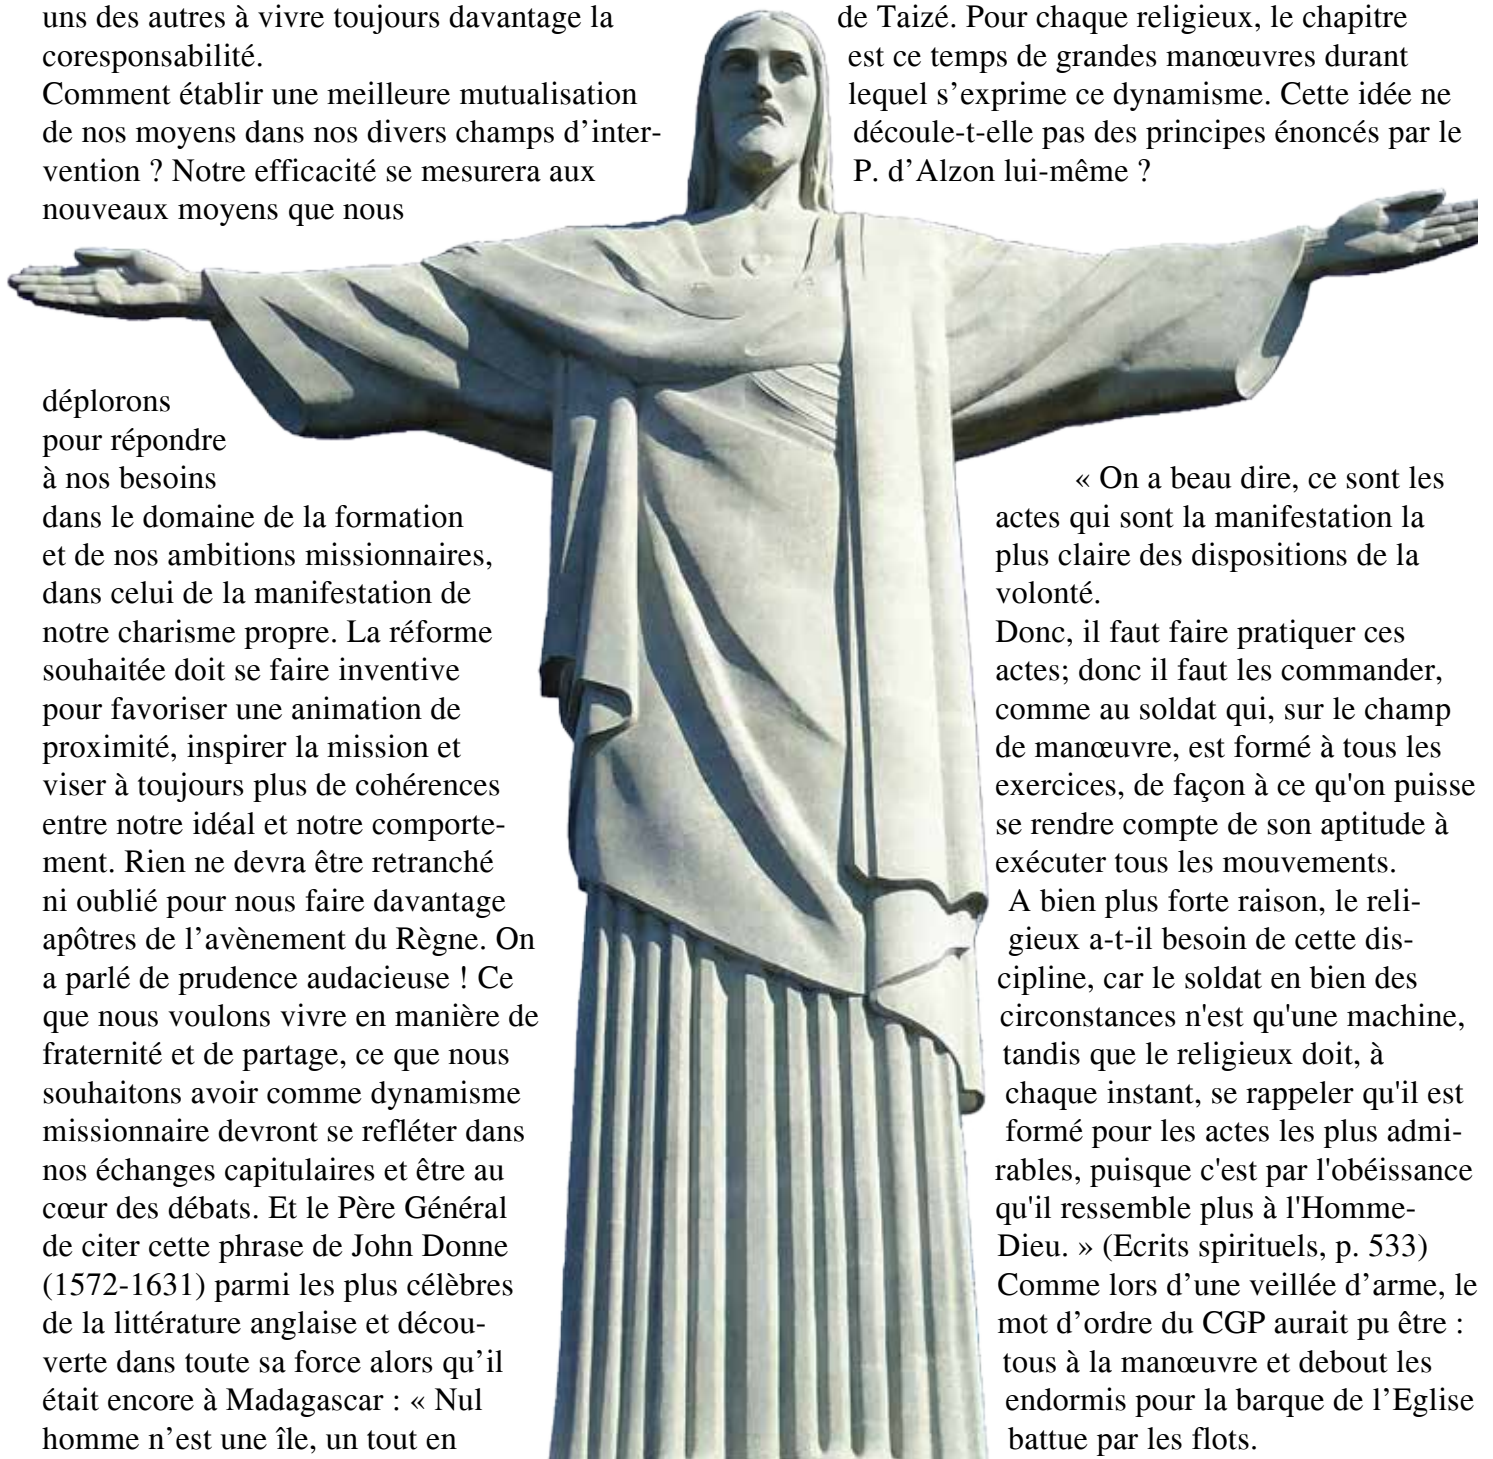 uns des autres à vivre toujours davantage la
coresponsabilité.
Comment établir une meilleure mutualisation
de nos moyens dans nos divers champs d’inter-
vention ? Notre efficacité se mesurera aux
nouveaux moyens que nous
déplorons
pour répondre
à nos besoins
dans le domaine de la formation
et de nos ambitions missionnaires,
dans celui de la manifestation de
notre charisme propre. La réforme
souhaitée doit se faire inventive
pour favoriser une animation de
proximité, inspirer la mission et
viser à toujours plus de cohérences
entre notre idéal et notre comporte-
ment. Rien ne devra être retranché
ni oublié pour nous faire davantage
apôtres de l’avènement du Règne. On
a parlé de prudence audacieuse ! Ce
que nous voulons vivre en manière de
fraternité et de partage, ce que nous
souhaitons avoir comme dynamisme
missionnaire devront se refléter dans
nos échanges capitulaires et être au
cœur des débats. Et le Père Général
de citer cette phrase de John Donne
(1572-1631) parmi les plus célèbres
de la littérature anglaise et décou-
verte dans toute sa force alors qu’il
était encore à Madagascar : « Nul
homme n’est une île, un tout en
de Taizé. Pour chaque religieux, le chapitre
est ce temps de grandes manœuvres durant
lequel s’exprime ce dynamisme. Cette idée ne
découle-t-elle pas des principes énoncés par le
P. d’Alzon lui-même ?
« On a beau dire, ce sont les
actes qui sont la manifestation la
plus claire des dispositions de la
volonté.
Donc, il faut faire pratiquer ces
actes; donc il faut les commander,
comme au soldat qui, sur le champ
de manœuvre, est formé à tous les
exercices, de façon à ce qu'on puisse
se rendre compte de son aptitude à
exécuter tous les mouvements.
A bien plus forte raison, le reli-
gieux a-t-il besoin de cette dis-
cipline, car le soldat en bien des
circonstances n'est qu'une machine,
tandis que le religieux doit, à
chaque instant, se rappeler qu'il est
formé pour les actes les plus admi-
rables, puisque c'est par l'obéissance
qu'il ressemble plus à l'Homme-
Dieu. » (Ecrits spirituels, p. 533)
Comme lors d’une veillée d’arme, le
mot d’ordre du CGP aurait pu être :
tous à la manœuvre et debout les
endormis pour la barque de l’Eglise
battue par les flots.